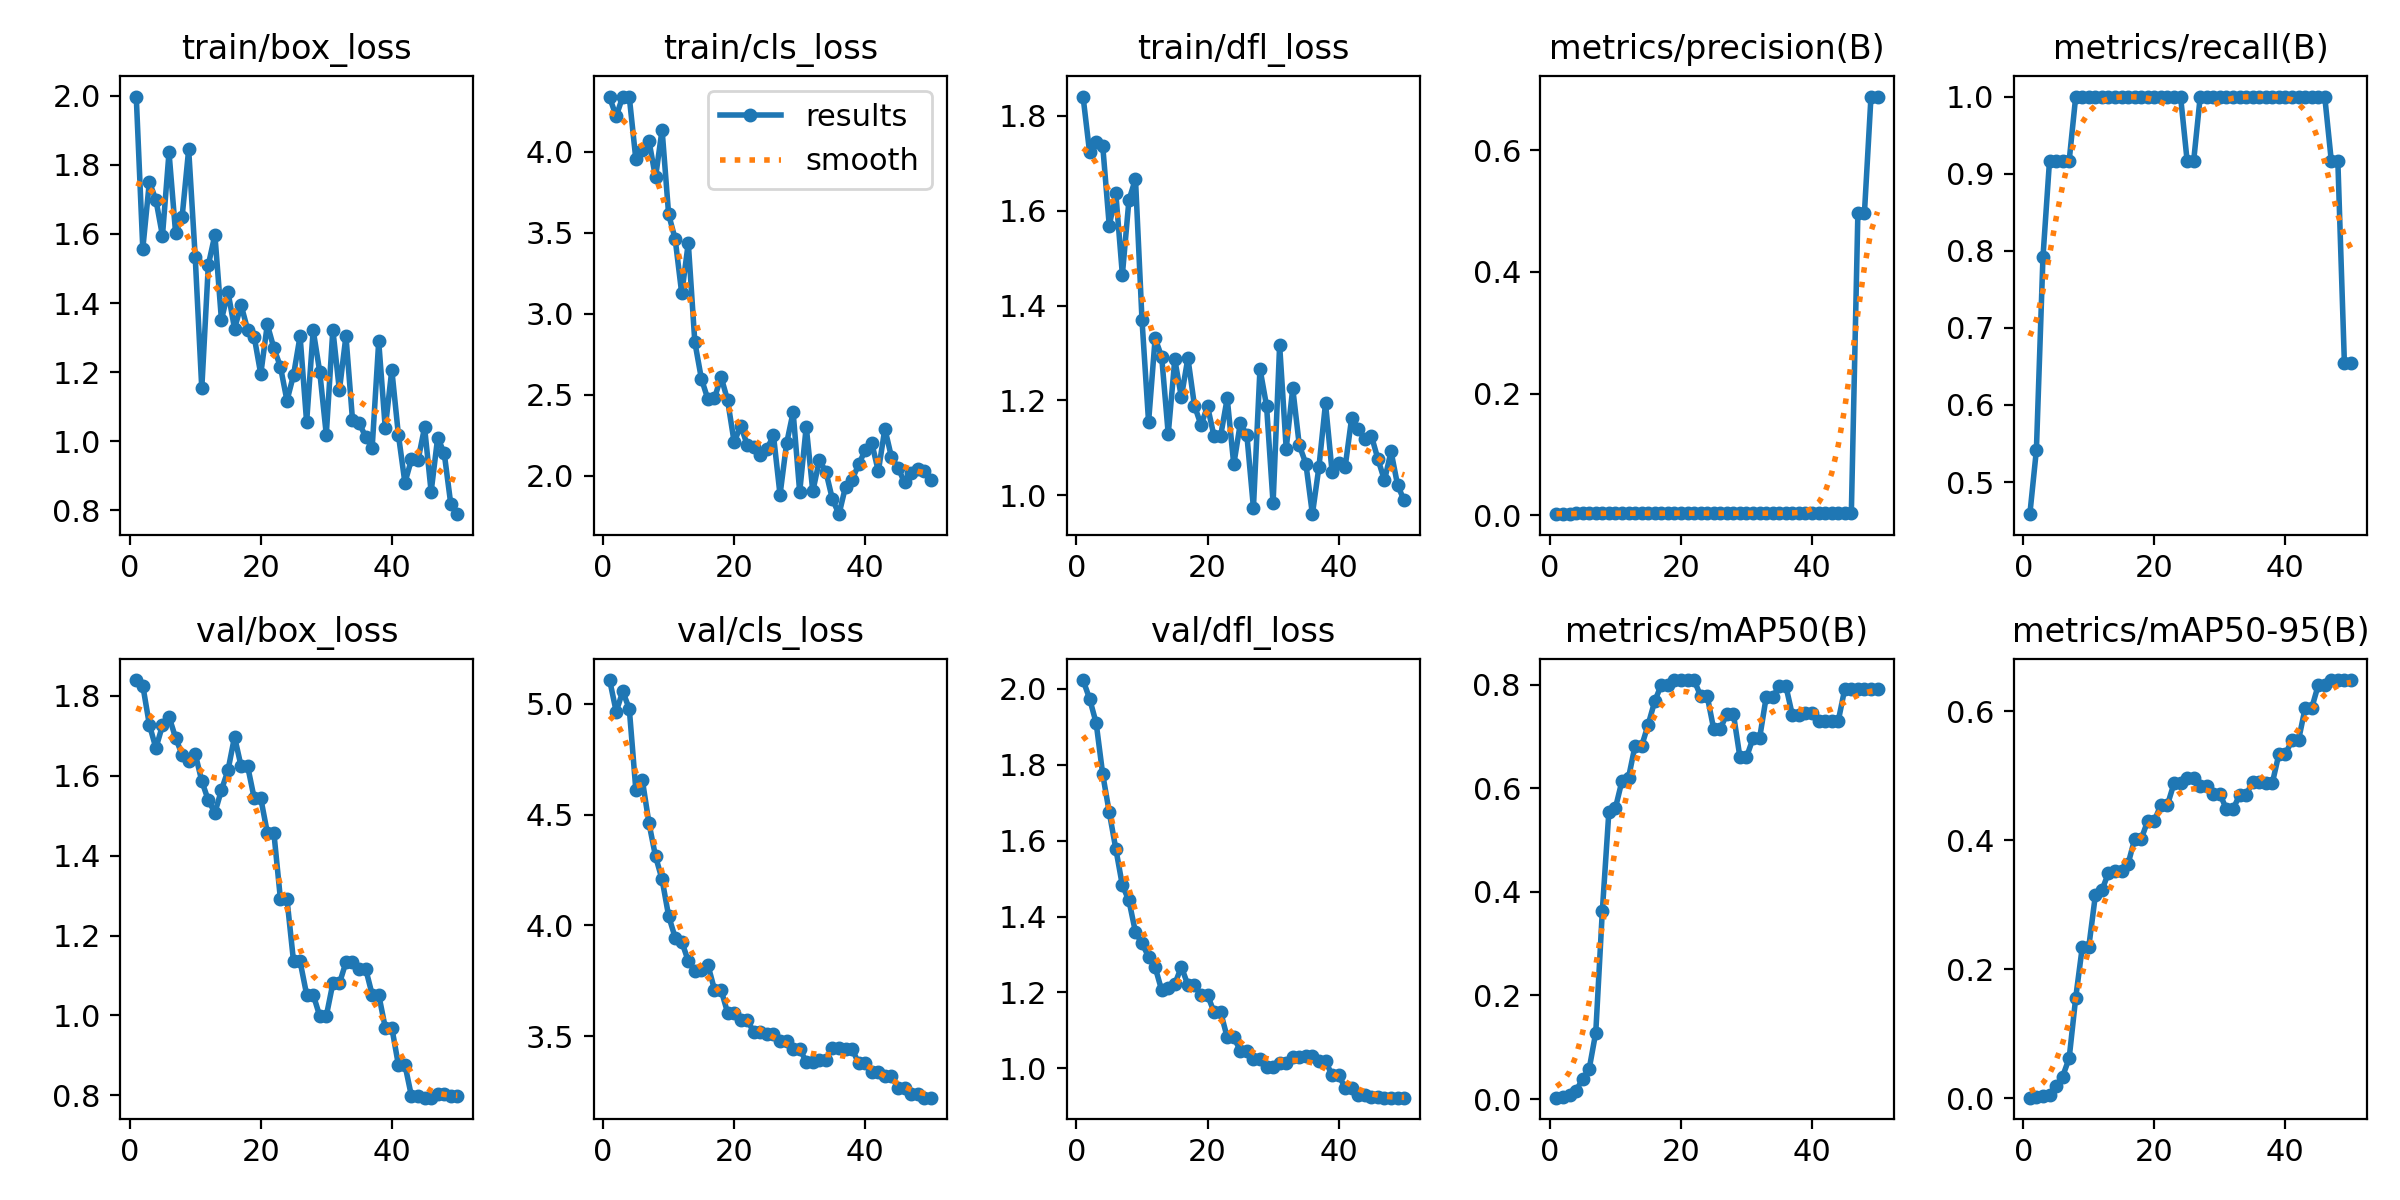 train/box_loss
train/cls_loss
train/dfl_loss
metrics/precision(B)
metrics/recall(B)
2.0
1.8
1.6
1.4
1.2
1.0
0.8
0 20 40
results
smooth
4.0
3.5
3.0
2.5
2.0
0 20 40
1.8
1.6
1.4
1.2
1.0
0 20 40
0.6
0.4
0.2
0.0
0 20 40
1.0
0.9
0.8
0.7
0.6
0.5
0 20 40
val/box_loss
val/cls_loss
val/dfl_loss
metrics/mAP50(B)
metrics/mAP50-95(B)
1.8
1.6
1.4
1.2
1.0
0.8
0 20 40
5.0
4.5
4.0
3.5
0 20 40
2.0
1.8
1.6
1.4
1.2
1.0
0 20 40
0.8
0.6
0.4
0.2
0.0
0 20 40
0.6
0.4
0.2
0.0
0 20 40